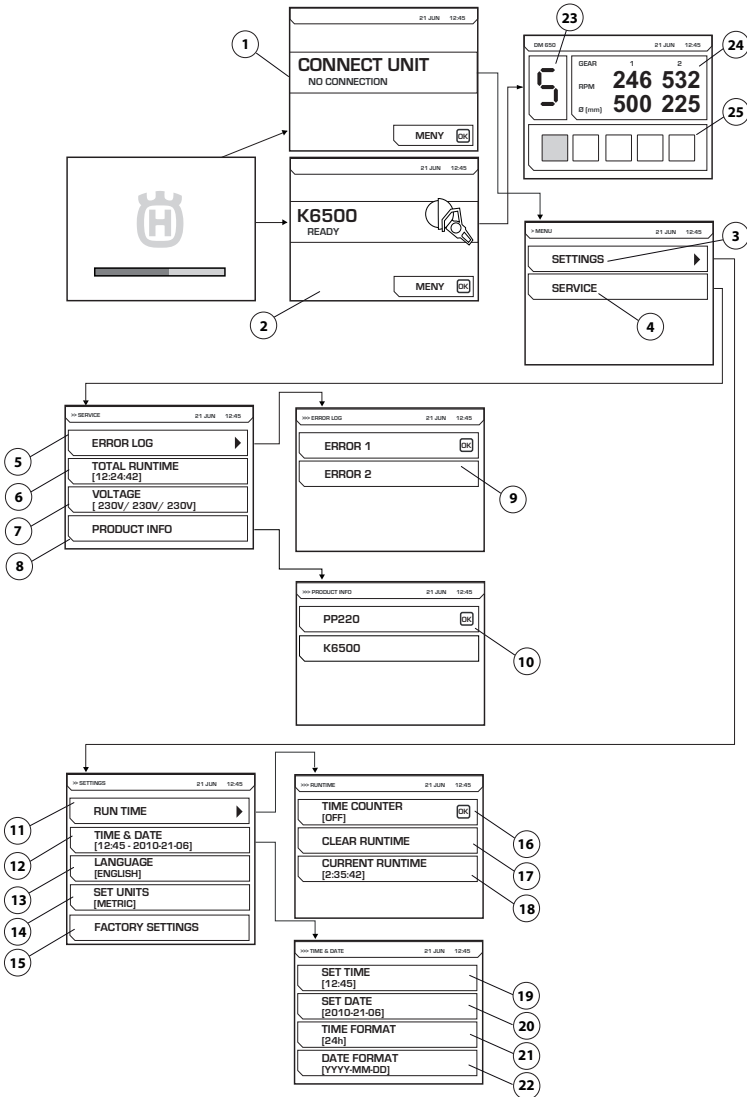 21 JUN 12:45
CONNECT UNIT
NO CONNECTION
MENY OK
1
H
21 JUN 12:45
K6500
READY
MENY OK
2
DM 650 21 JUN 12:45
5
GEAR 1 2
RPM 246 532
Ø [mm] 500 225
23
24
25
> MENU 21 JUN 12:45
SETTINGS
SERVICE
3
4
>> SERVICE 21 JUN 12:45
ERROR LOG
TOTAL RUNTIME
[12:24:42]
VOLTAGE
[ 230V/ 230V/ 230V]
PRODUCT INFO
5
6
7
8
>>> ERROR LOG 21 JUN 12:45
ERROR 1 OK
ERROR 2
9
>>> PRODUCT INFO 21 JUN 12:45
PP220 OK
K6500
10
>> SETTINGS 21 JUN 12:45
RUN TIME
TIME & DATE
[12:45 - 2010-21-06]
LANGUAGE
[ENGLISH]
SET UNITS
[METRIC]
FACTORY SETTINGS
11
12
13
14
15
>>> RUNTIME 21 JUN 12:45
TIME COUNTER
[OFF] OK
CLEAR RUNTIME
CURRENT RUNTIME
[2:35:42]
16
17
18
>>> TIME & DATE 21 JUN 12:45
SET TIME
[12:45]
SET DATE
[2010-21-06]
TIME FORMAT
[24h]
DATE FORMAT
[YYYY-MM-DD]
19
20
21
22